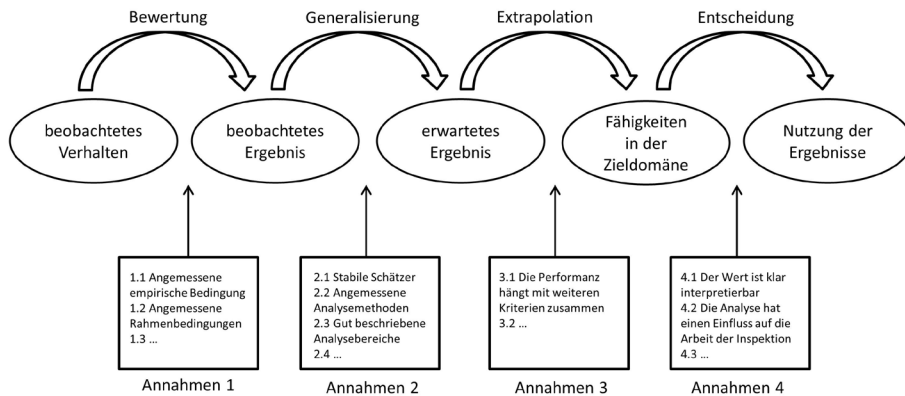 Bewertung
Generalisierung
Extrapolation
Entscheidung
beobachtetes
Verhalten
beobachtetes
Ergebnis
erwartetes
Ergebnis
Fähigkeiten
in der
Zieldomäne
Nutzung der
Ergebnisse
1.1 Angemessene
empirische Bedingung
1.2 Angemessene
Rahmenbedingungen
1.3 ...
2.1 Stabile Schätzer
2.2 Angemessene
Analysemethoden
2.3 Gut beschriebene
Analysebereiche
2.4 ...
3.1 Die Performanz
hängt mit weiteren
Kriterien zusammen
3.2 ...
4.1 Der Wert ist klar
interpretierbar
4.2 Die Analyse hat
einen Einfluss auf die
Arbeit der Inspektion
4.3 ...
Annahmen 1
Annahmen 2
Annahmen 3
Annahmen 4